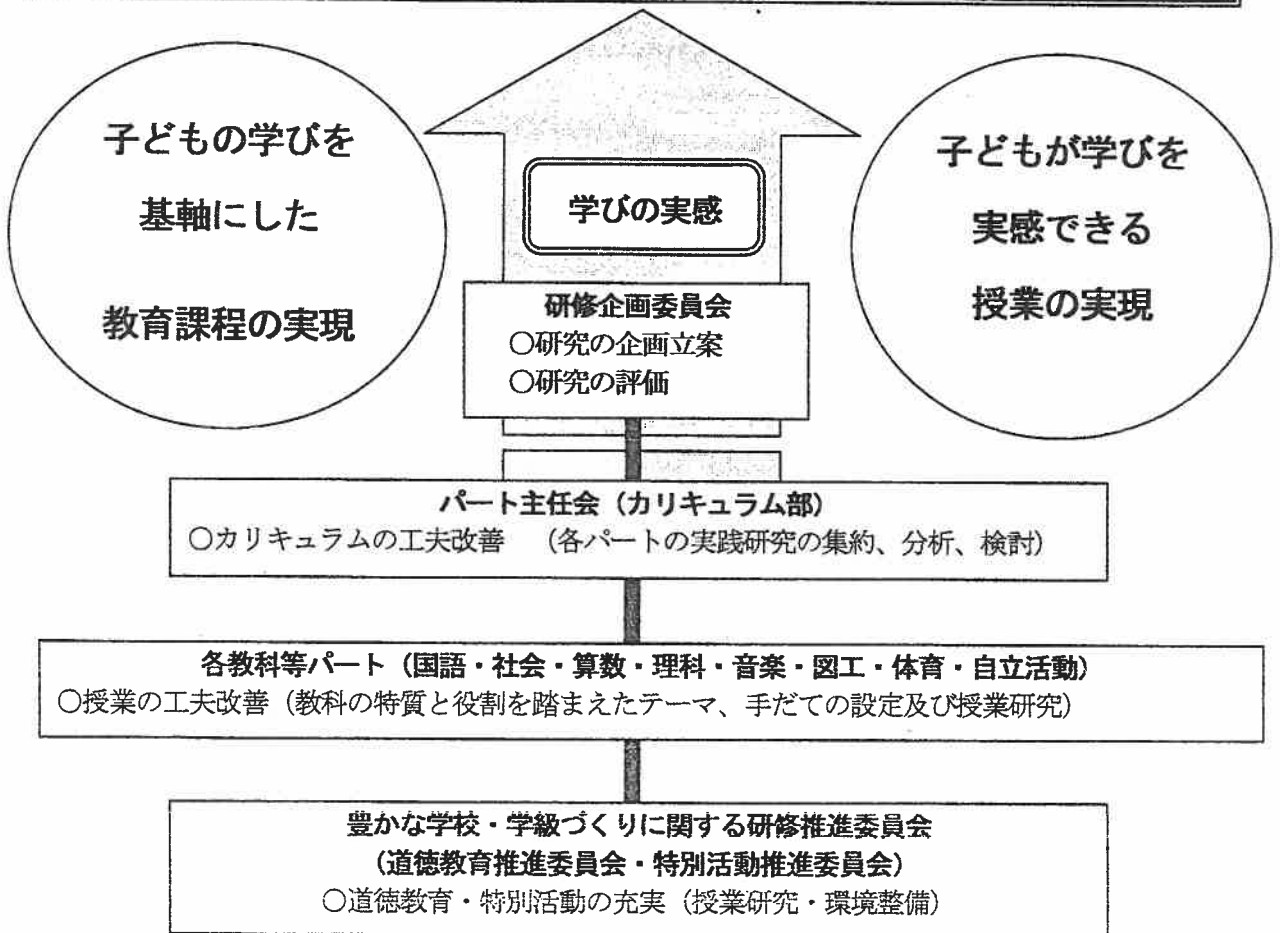 子どもの学びを
基軸にした
教育課程の実現
学びの実感
子どもが学びを
実感できる
授業の実現
研修企画委員会
○研究の企画立案
○研究の評価
パート主任会（カリキュラム部）
○カリキュラムの工夫改善　（各パートの実践研究の集約、分析、検討）
各教科等パート（国語・社会・算数・理科・音楽・図工・体育・自立活動）
○授業の工夫改善（教科の特質と役割を踏まえたテーマ、手だての設定及び授業研究）
豊かな学校・学級づくりに関する研修推進委員会
（道徳教育推進委員会・特別活動推進委員会）
○道徳教育・特別活動の充実（授業研究・環境整備）